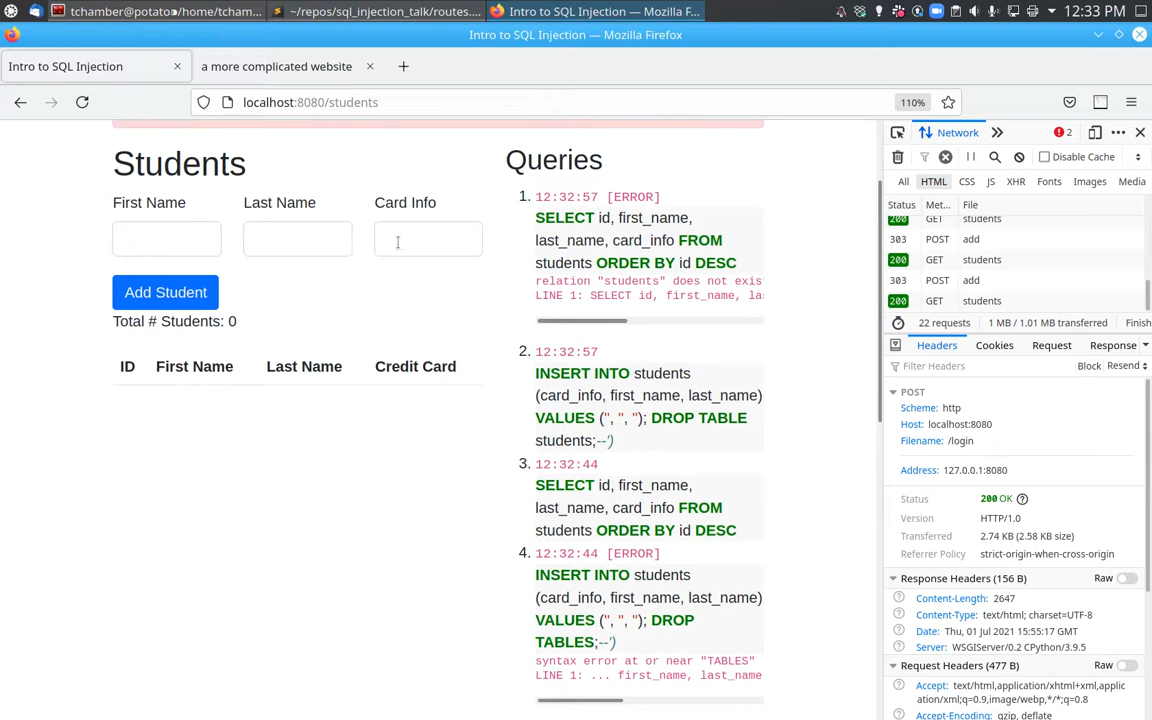 tchamber@potato:/home/tcham...
~/repos/sql_injection_talk/routes....
Intro to SQL Injection — Mozilla F...
12:33 PM
Intro to SQL Injection — Mozilla Firefox
Intro to SQL Injection
a more complicated website
localhost:8080/students
110%
Students
First Name
Last Name
Card Info
Add Student
Total # Students: 0
ID First Name Last Name Credit Card
Queries
1. 12:32:57 [ERROR]
SELECT id, first_name,
last_name, card_info FROM
students ORDER BY id DESC
relation "students" does not exis
LINE 1: SELECT id, first_name, la
2. 12:32:57
INSERT INTO students
(card_info, first_name, last_name)
VALUES ('', '', ''); DROP TABLE
students;--')
3. 12:32:44
SELECT id, first_name,
last_name, card_info FROM
students ORDER BY id DESC
4. 12:32:44 [ERROR]
INSERT INTO students
(card_info, first_name, last_name)
VALUES ('', '', ''); DROP
TABLES;--')
syntax error at or near "TABLES"
LINE 1: ... first_name, last_name
Network
2
Disable Cache
All HTML CSS JS XHR Fonts Images Media
Status Met... File
200 GET students
303 POST add
200 GET students
303 POST add
200 GET students
22 requests 1 MB / 1.01 MB transferred Finish
Headers Cookies Request Response
Filter Headers Block Resend
POST
Scheme: http
Host: localhost:8080
Filename: /login
Address: 127.0.0.1:8080
Status 200 OK
Version HTTP/1.0
Transferred 2.74 KB (2.58 KB size)
Referrer Policy strict-origin-when-cross-origin
Response Headers (156 B) Raw
Content-Length: 2647
Content-Type: text/html; charset=UTF-8
Date: Thu, 01 Jul 2021 15:55:17 GMT
Server: WSGIServer/0.2 CPython/3.9.5
Request Headers (477 B) Raw
Accept: text/html,application/xhtml+xml,applic
ation/xml;q=0.9,image/webp,*/*;q=0.8
Accept-Encoding: gzip, deflate